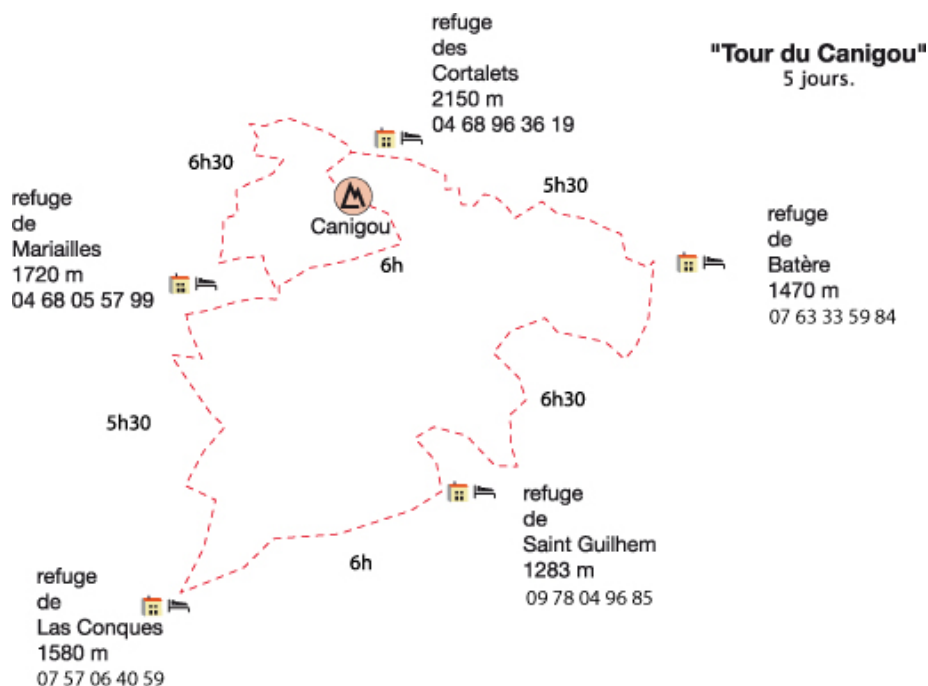 "Tour du Canigou"
5 jours.
refuge
des
Cortalets
2150 m
04 68 96 36 19
6h30
5h30
refuge
de
Mariailles
1720 m
04 68 05 57 99
Canigou
6h
refuge
de
Batère
1470 m
07 63 33 59 84
6h30
5h30
refuge
de
Saint Guilhem
1283 m
09 78 04 96 85
6h
refuge
de
Las Conques
1580 m
07 57 06 40 59